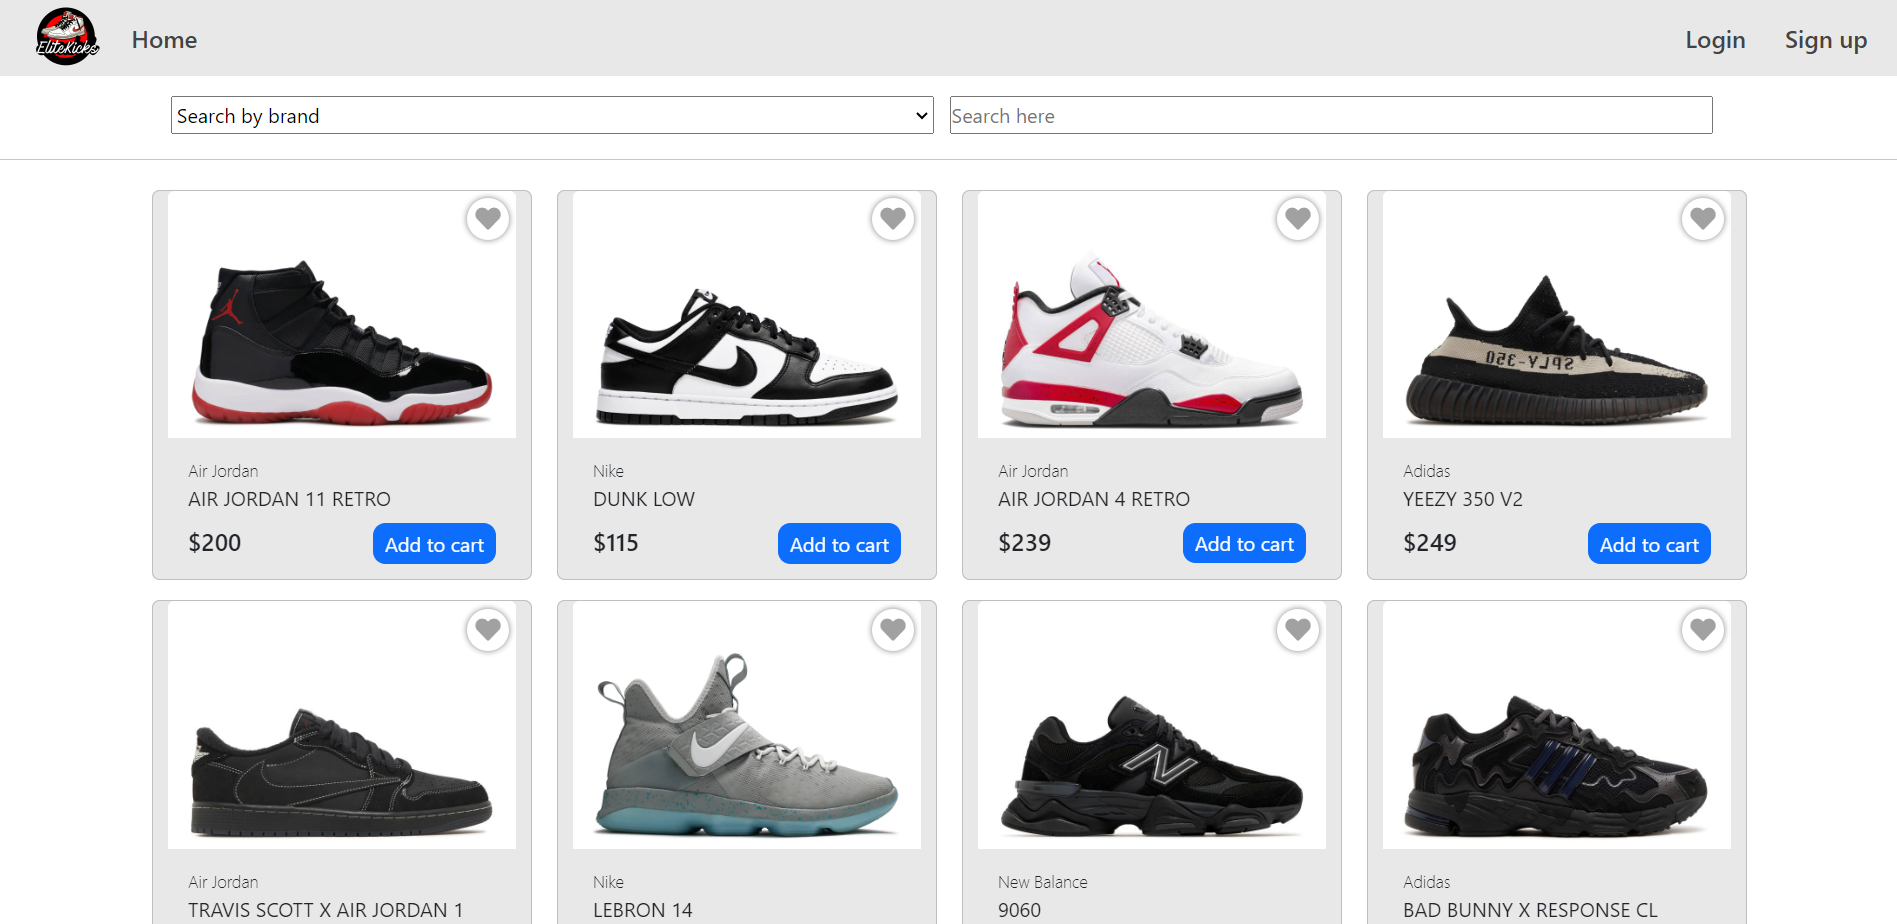 EliteKicks
Home
Login
Sign up
Search by brand
Search here
Air Jordan
AIR JORDAN 11 RETRO
$200
Add to cart
Nike
DUNK LOW
$115
Add to cart
Air Jordan
AIR JORDAN 4 RETRO
$239
Add to cart
SPLY-350
Adidas
YEEZY 350 V2
$249
Add to cart
Air Jordan
TRAVIS SCOTT X AIR JORDAN 1
Nike
LEBRON 14
New Balance
9060
Adidas
BAD BUNNY X RESPONSE CL